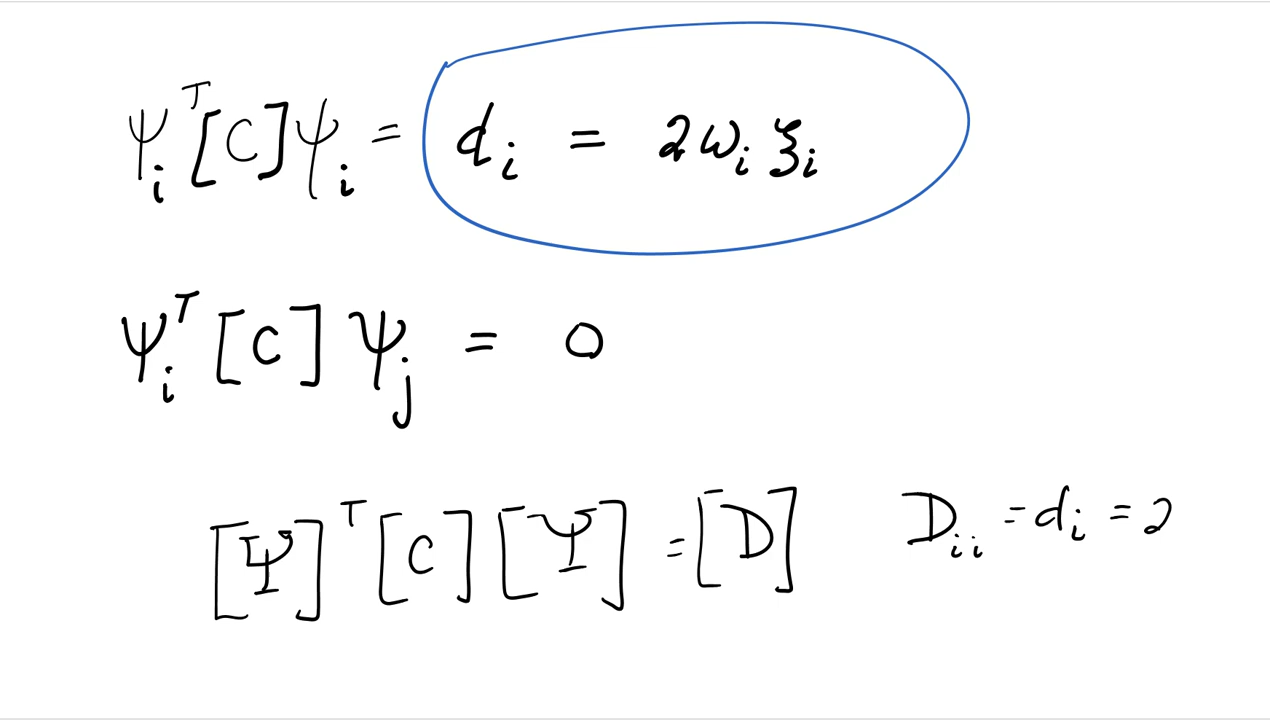 ψᵢᵀ[C]ψᵢ = dᵢ = 2ωᵢξᵢ
ψᵢᵀ[C]ψⱼ = 0
[Ψ]ᵀ[C][Ψ] = [D] Dᵢᵢ = dᵢ = 2